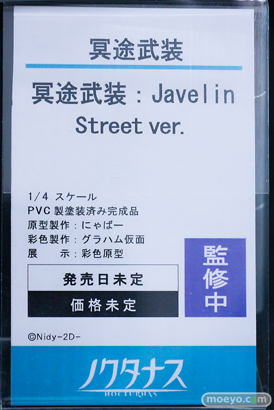 冥途武装
冥途武装：Javelin
Street ver.
1/4 スケール
PVC 製塗装済み完成品
原型製作：にゃばー
彩色製作：グラハム仮面
展　示：彩色原型
発売日未定
価格未定
監修中
©Nidy-2D-
ノクタナス
NOCTURNUS
moeyo.com